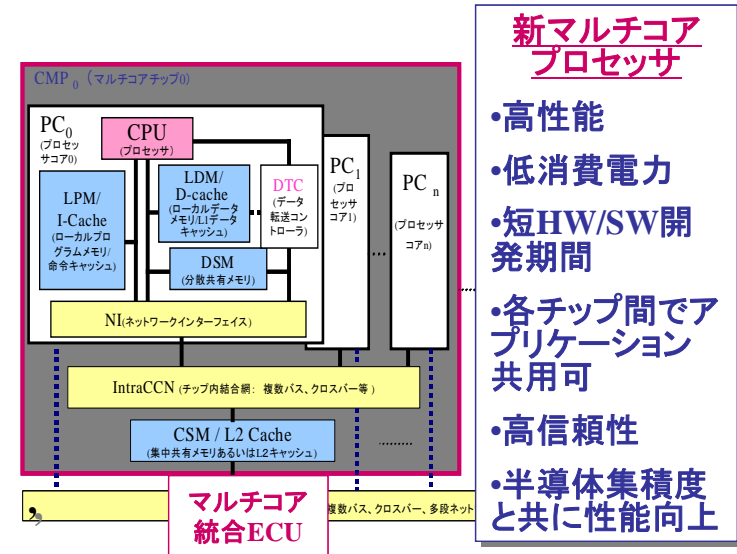 CMP0 (マルチコアチップ0)
PC0
(プロセッ
サコア0)
CPU
(プロセッサ)
LPM/
I-Cache
(ローカルプロ
グラムメモリ/
命令キャッシュ)
LDM/
D-cache
(ローカルデータ
メモリ/L1データ
キャッシュ)
DTC
(データ
転送コン
トローラ)
DSM
(分散共有メモリ)
NI(ネットワークインターフェイス)
PC1
(プロ
セッサ
コア1)
...
PC n
(プロセッサ
コアn)
.....
IntraCCN (チップ内結合網: 複数バス、クロスバー等 )
CSM / L2 Cache
(集中共有メモリあるいはL2キャッシュ)
.........
マルチコア
統合ECU
複数バス、クロスバー、多段ネット
新マルチコア
プロセッサ
•高性能
•低消費電力
•短HW/SW開
発期間
•各チップ間でア
プリケーション
共用可
•高信頼性
•半導体集積度
と共に性能向上